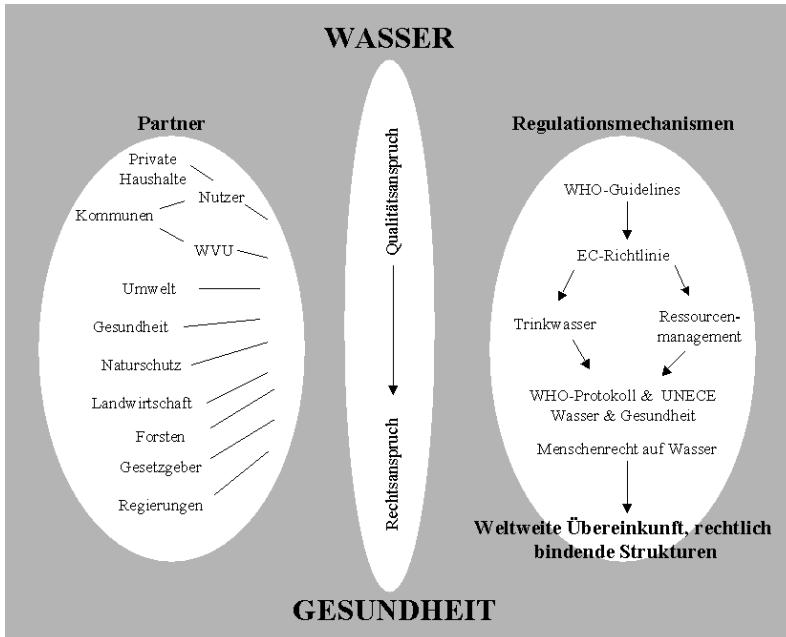 WASSER
Partner
Private
Haushalte
Nutzer
Kommunen
WVU
Umwelt
Gesundheit
Naturschutz
Landwirtschaft
Forsten
Gesetzgeber
Regierungen
Qualitätsanspruch
Rechtsanspruch
Regulationsmechanismen
WHO-Guidelines
EC-Richtlinie
Trinkwasser
Ressourcen-
management
WHO-Protokoll & UNECE
Wasser & Gesundheit
Menschenrecht auf Wasser
Weltweite Übereinkunft, rechtlich
bindende Strukturen
GESUNDHEIT